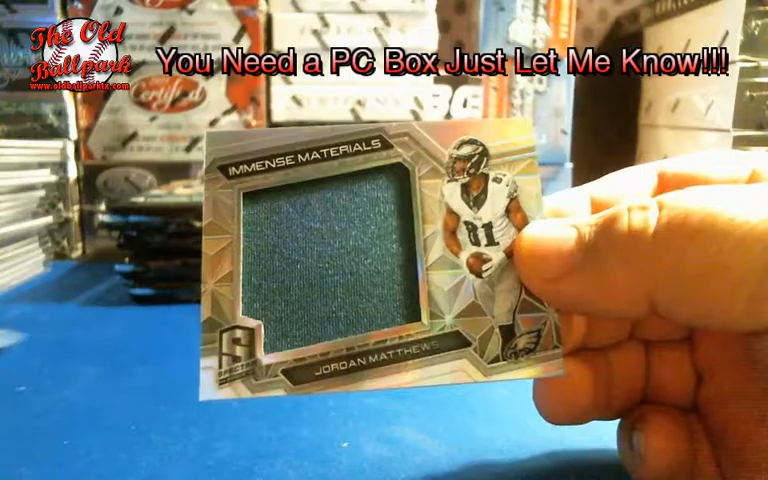 The Old
Ballpark
www.oldballparktx.com
You Need a PC Box Just Let Me Know!!!
Certified
IMMENSE MATERIALS
81
JORDAN MATTHEWS
SPECTRA